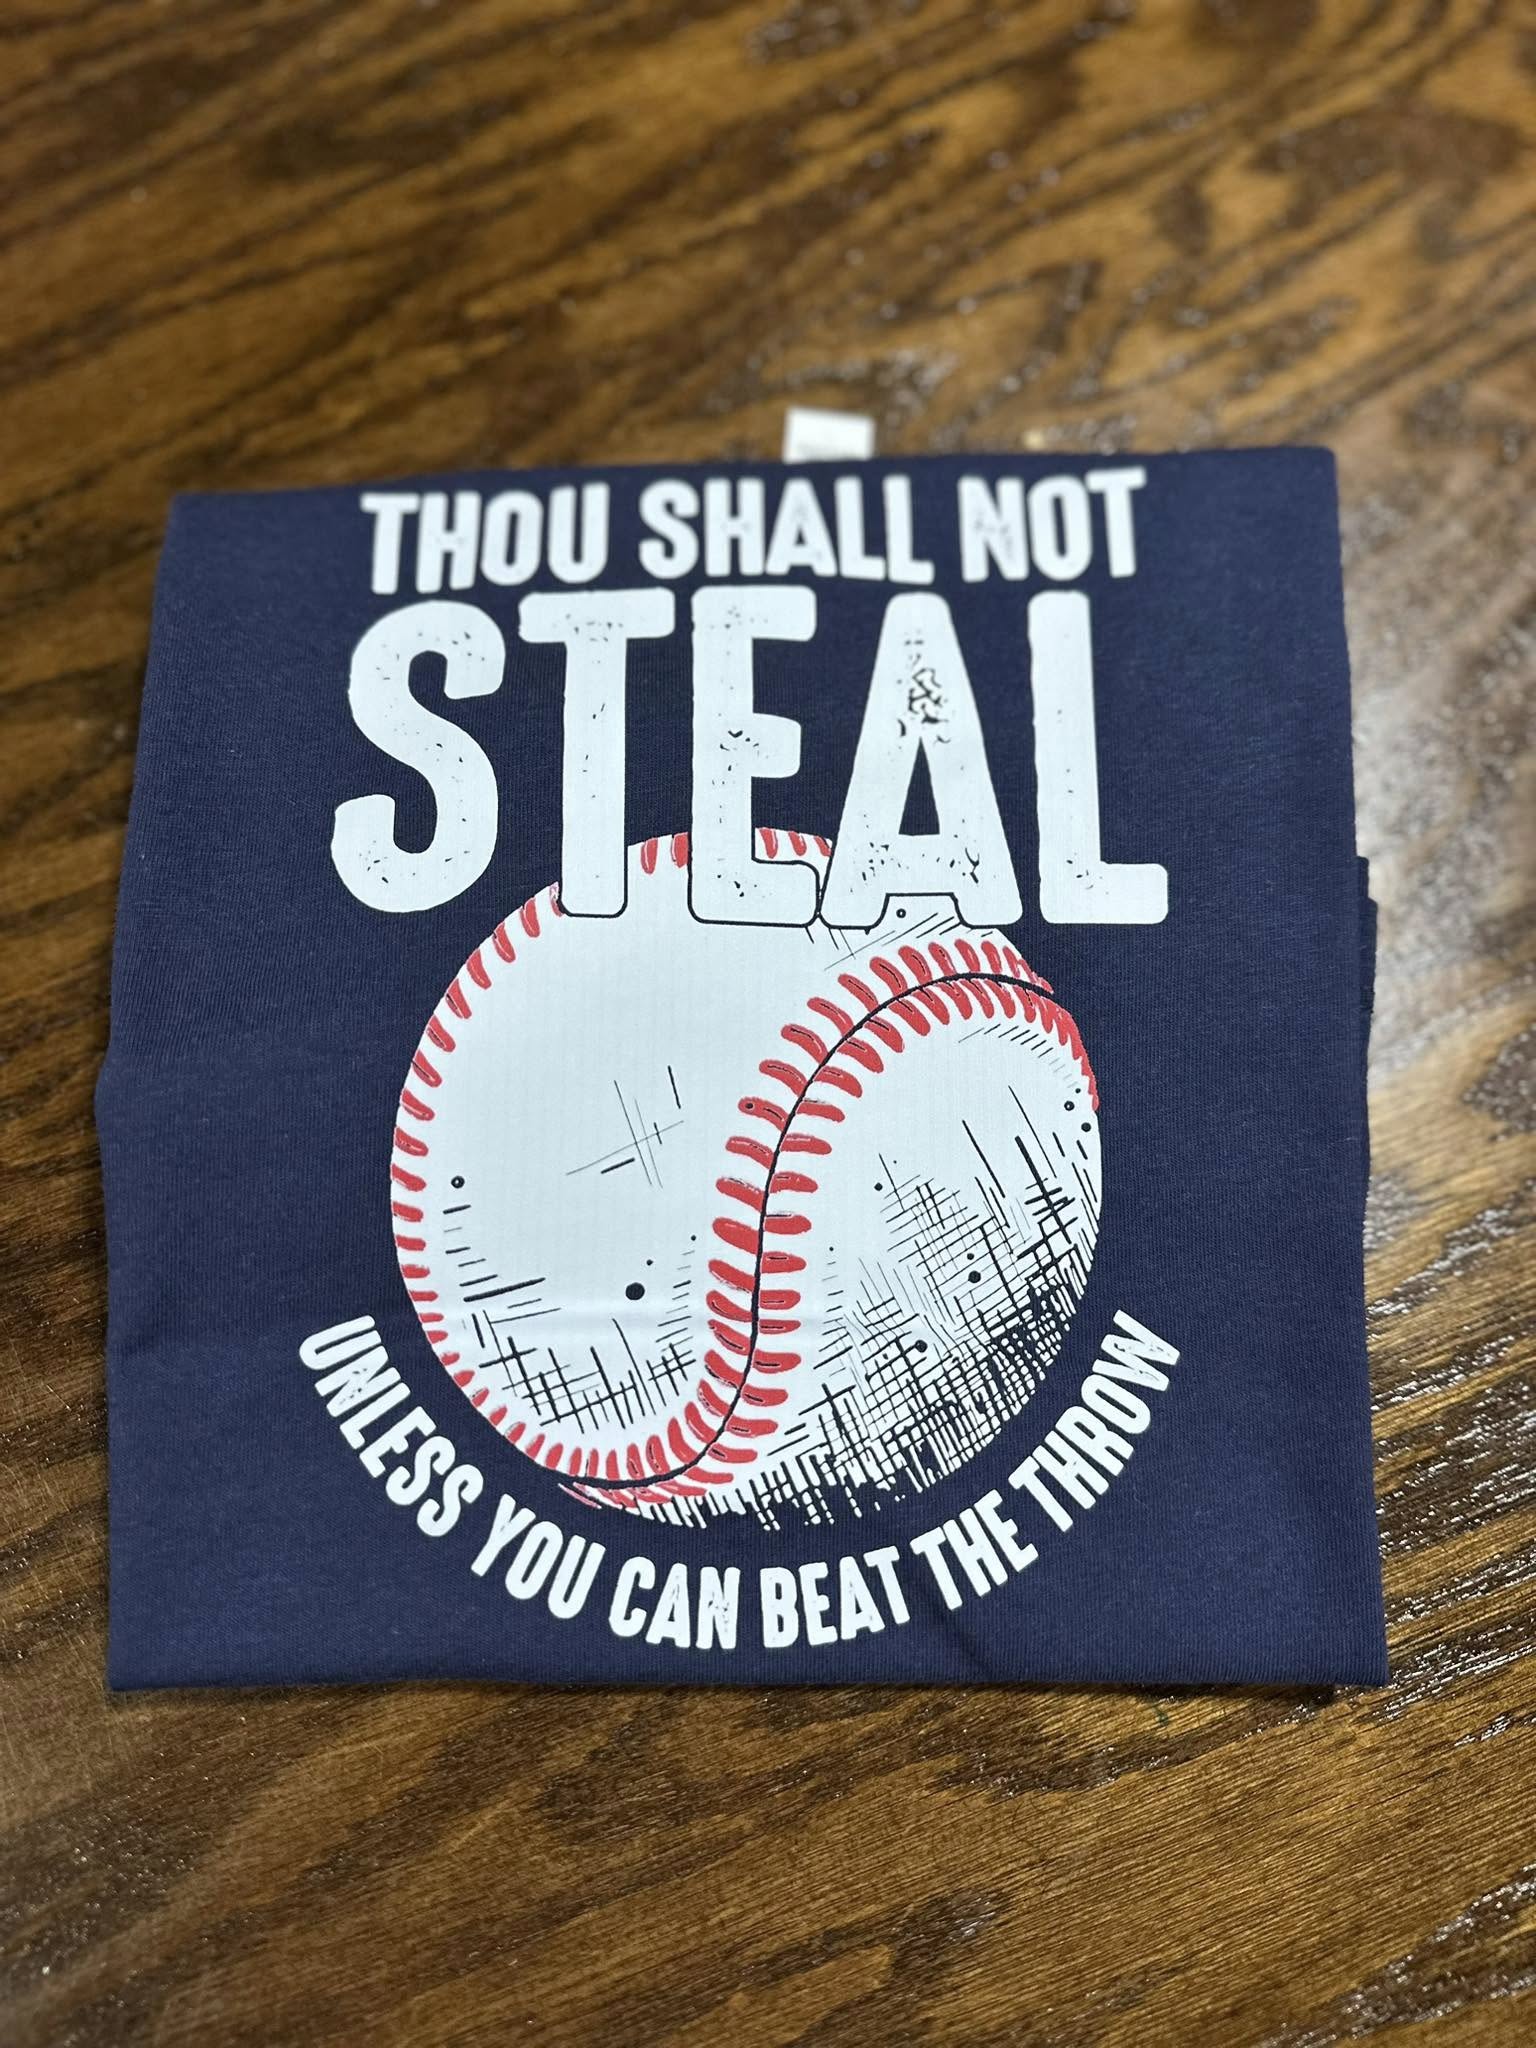 THOU SHALL NOT
STEAL
UNLESS YOU CAN BEAT THE THROW